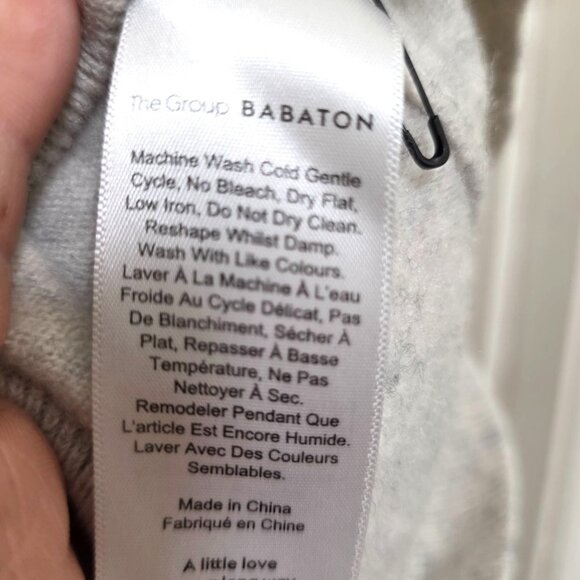 The Group BABATON
Machine Wash Cold Gentle
Cycle, No Bleach, Dry Flat,
Low Iron, Do Not Dry Clean.
Reshape Whilst Damp.
Wash With Like Colours.
Laver À La Machine À L'eau
Froide Au Cycle Délicat, Pas
De Blanchiment, Sécher À
Plat, Repasser À Basse
Température, Ne Pas
Nettoyer À Sec.
Remodeler Pendant Que
L'article Est Encore Humide.
Laver Avec Des Couleurs
Semblables.
Made in China
Fabriqué en Chine
A little love